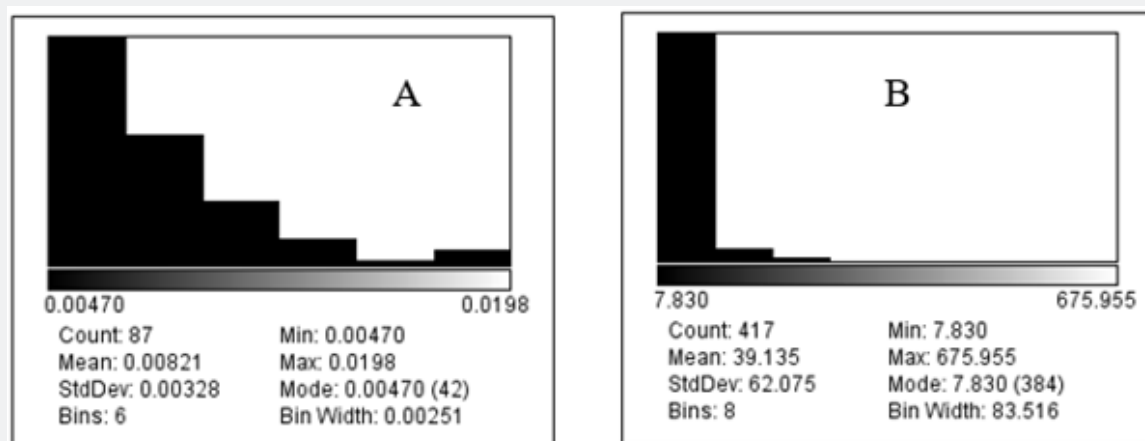 A
0.00470 0.0198
Count: 87 Min: 0.00470
Mean: 0.00821 Max: 0.0198
StdDev: 0.00328 Mode: 0.00470 (42)
Bins: 6 Bin Width: 0.00251
B
7.830 675.955
Count: 417 Min: 7.830
Mean: 39.135 Max: 675.955
StdDev: 62.075 Mode: 7.830 (384)
Bins: 8 Bin Width: 83.516